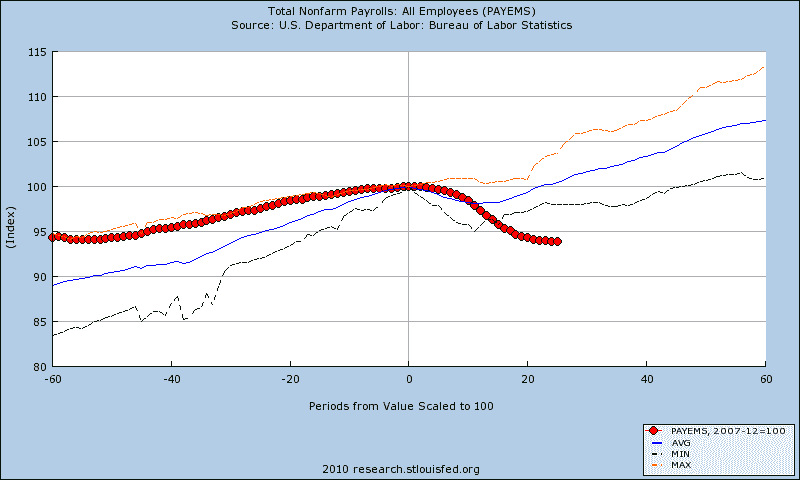 Total Nonfarm Payrolls: All Employees (PAYEMS)
Source: U.S. Department of Labor: Bureau of Labor Statistics
115
110
105
100
95
90
85
80
(Index)
-60 -40 -20 0 20 40 60
Periods from Value Scaled to 100
PAYEMS, 2007-12=100
AVG
MIN
MAX
2010 research.stlouisfed.org